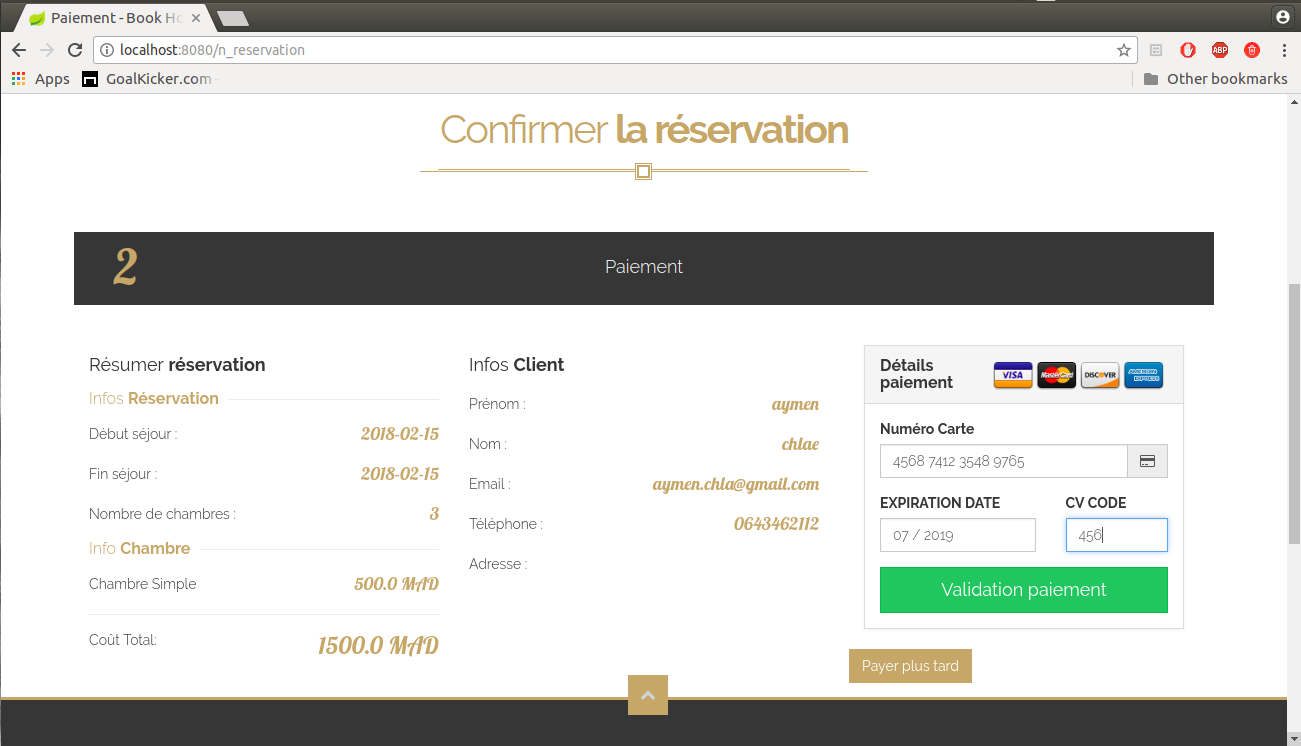 Paiement - Book Ho
localhost:8080/n_reservation
ABP
Apps
GoalKicker.com -
Other bookmarks
Confirmer la réservation
2
Paiement
Résumer réservation
Infos Réservation
Début séjour :
2018-02-15
Fin séjour :
2018-02-15
Nombre de chambres :
3
Info Chambre
Chambre Simple
500.0 MAD
Coût Total:
1500.0 MAD
Infos Client
Prénom :
aymen
Nom :
chlae
Email :
aymen.chla@gmail.com
Téléphone :
0643462112
Adresse :
Détails
paiement
VISA
MasterCard
DISCOVER
AMERICAN
EXPRESS
Numéro Carte
4568 7412 3548 9765
EXPIRATION DATE
CV CODE
07 / 2019
456
Validation paiement
Payer plus tard